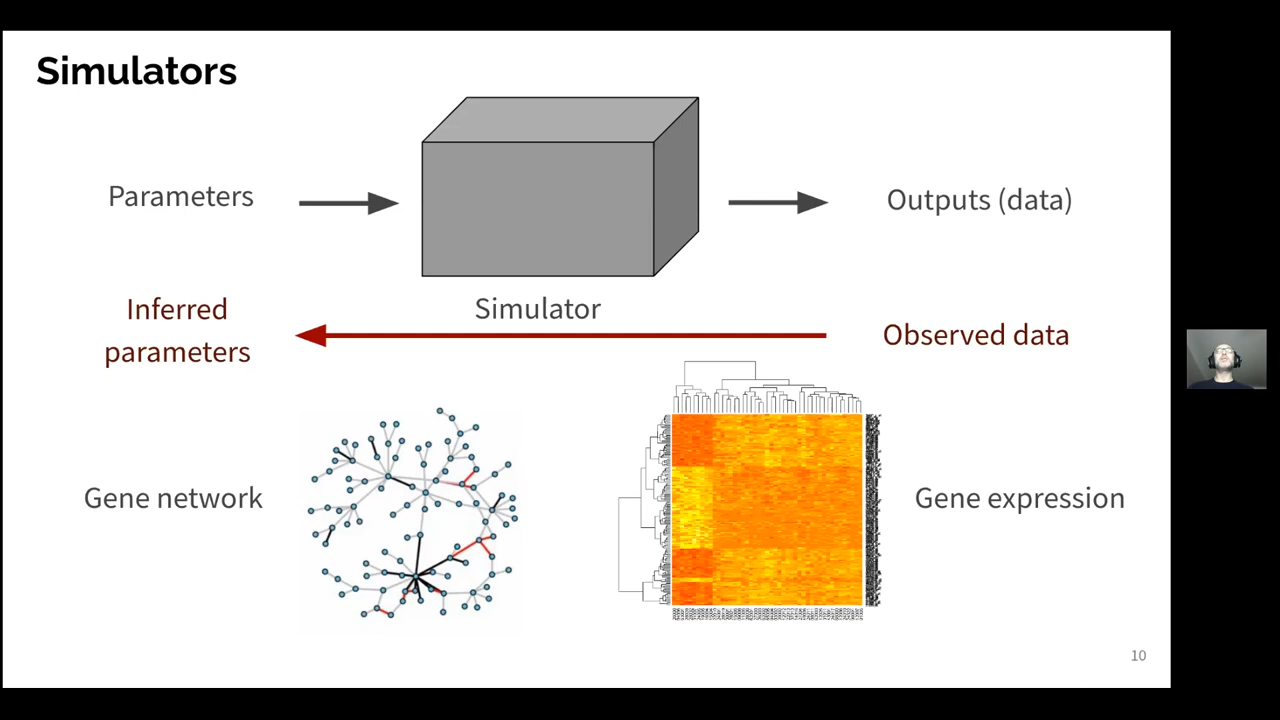 Simulators
Parameters
Outputs (data)
Simulator
Inferred
parameters
Observed data
Gene network
Gene expression
10